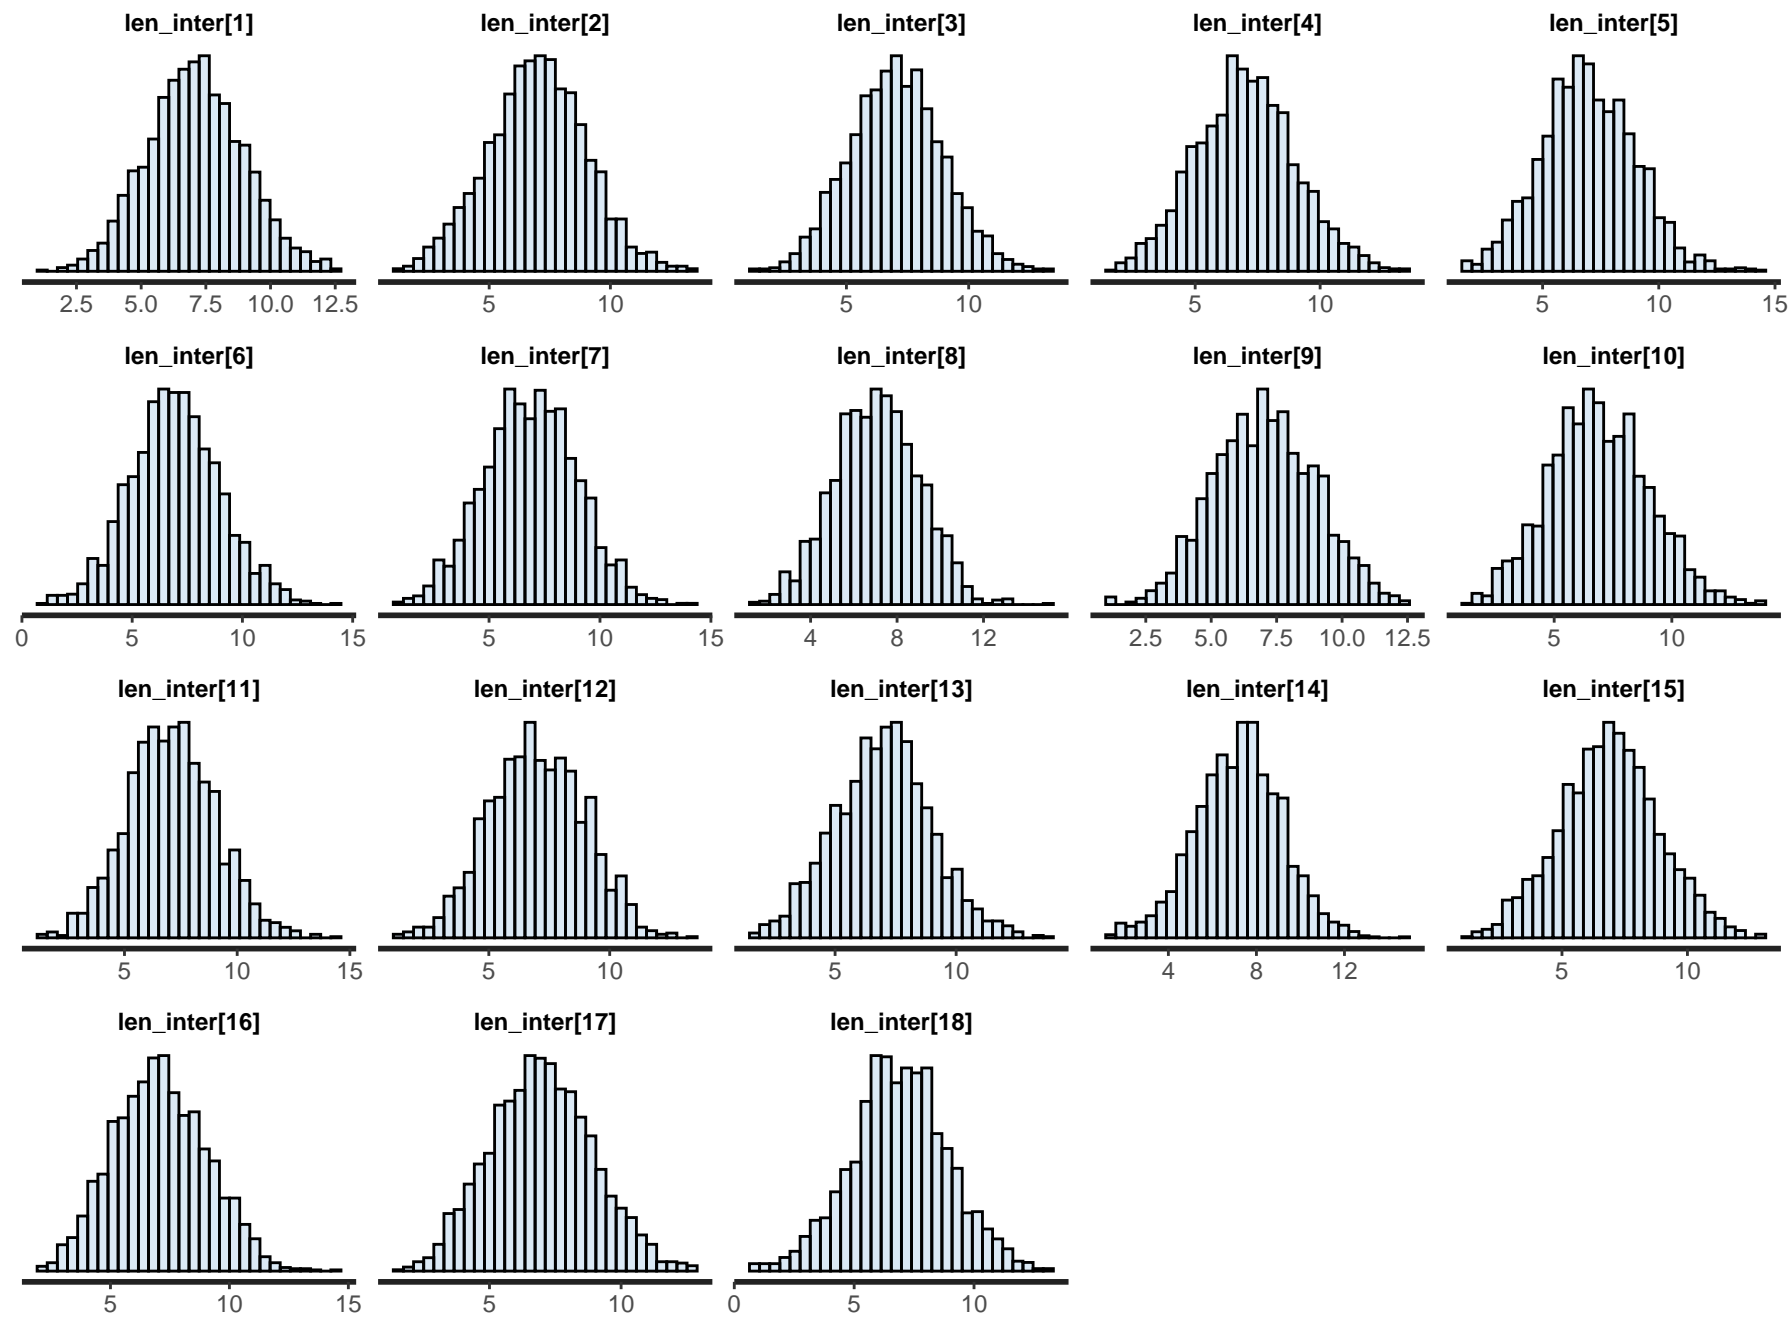 len_inter[1] len_inter[2] len_inter[3] len_inter[4] len_inter[5]
2.5 5.0 7.5 10.0 12.5 5 10 5 10 5 10 5 10 15
len_inter[6] len_inter[7] len_inter[8] len_inter[9] len_inter[10]
0 5 10 15 5 10 15 4 8 12 2.5 5.0 7.5 10.0 12.5 5 10
len_inter[11] len_inter[12] len_inter[13] len_inter[14] len_inter[15]
5 10 15 5 10 5 10 4 8 12 5 10
len_inter[16] len_inter[17] len_inter[18]
5 10 15 5 10 0 5 10